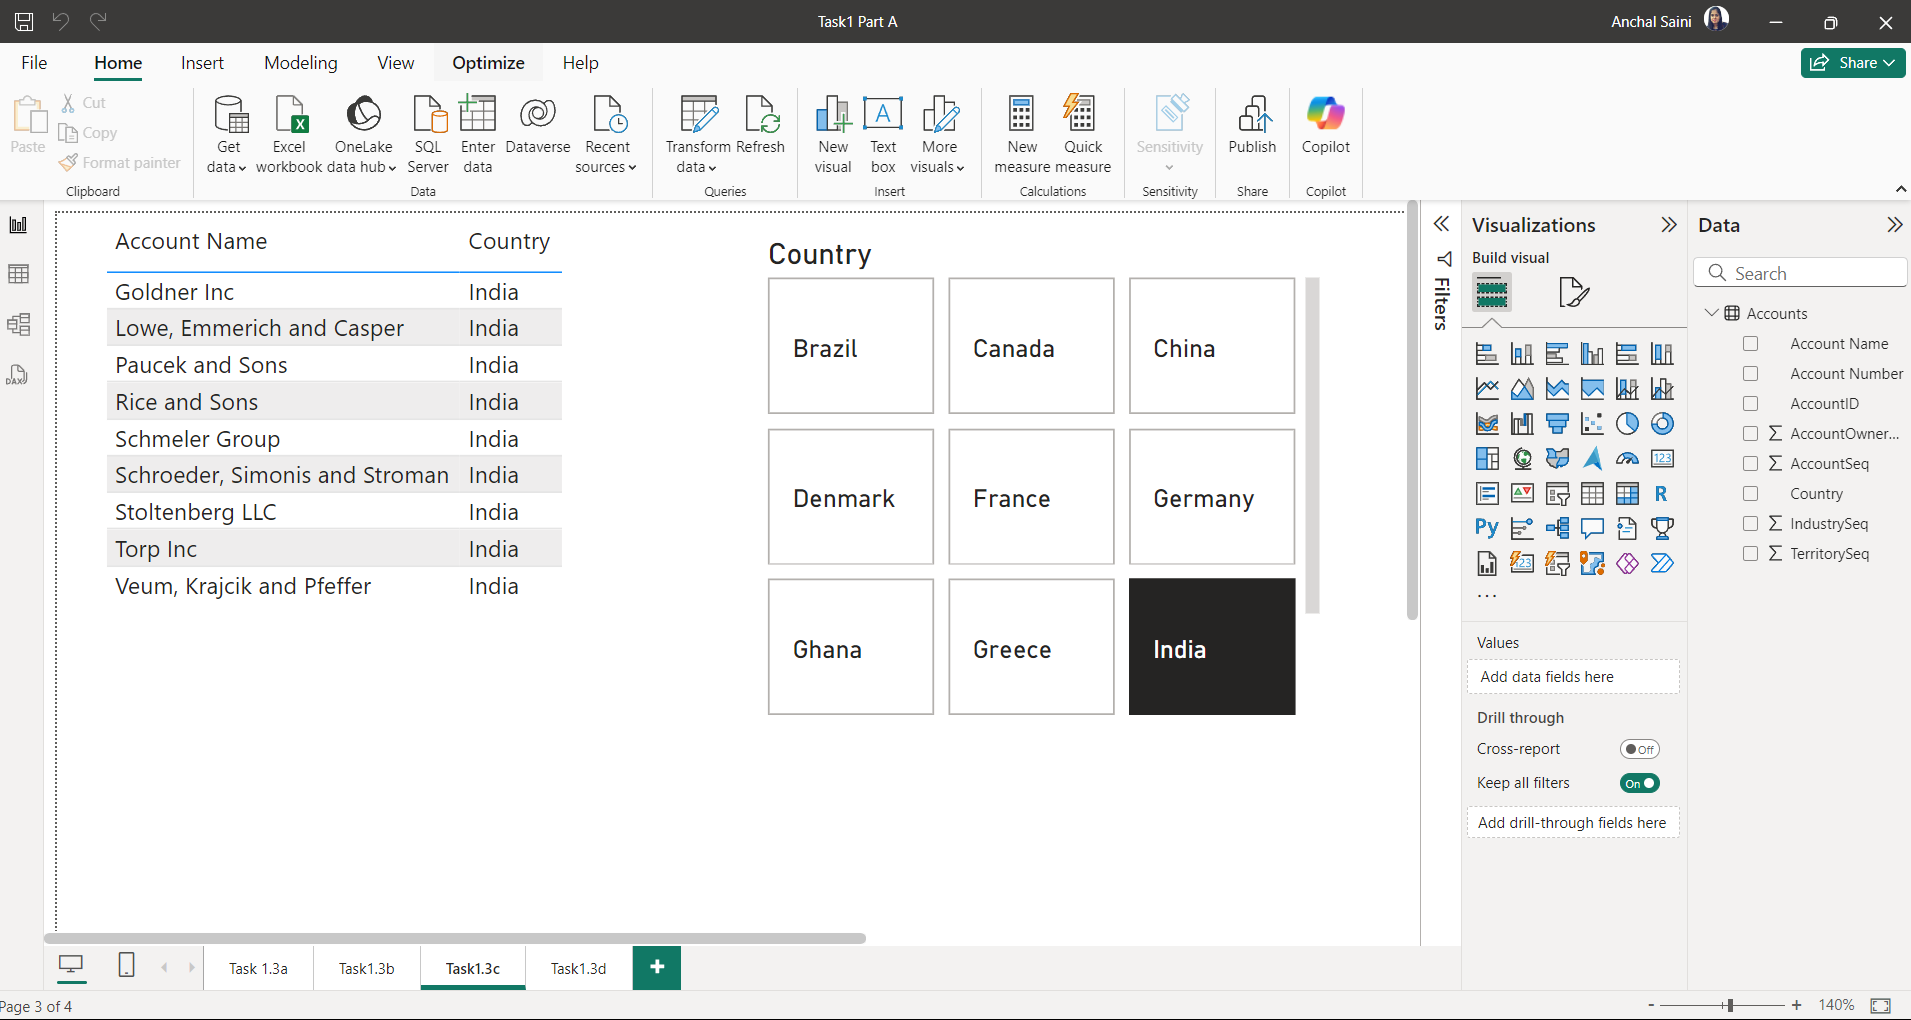 Task1 Part A
Anchal Saini
File Home Insert Modeling View Optimize Help
Share
Paste
Cut
Copy
Format painter
Clipboard
Get data
Excel workbook
OneLake data hub
SQL Server
Enter data
Dataverse
Recent sources
Data
Transform data
Refresh
Queries
New visual
Text box
More visuals
Insert
New measure
Quick measure
Calculations
Sensitivity
Sensitivity
Publish
Share
Copilot
Copilot
Account Name Country
Goldner Inc India
Lowe, Emmerich and Casper India
Paucek and Sons India
Rice and Sons India
Schmeler Group India
Schroeder, Simonis and Stroman India
Stoltenberg LLC India
Torp Inc India
Veum, Krajcik and Pfeffer India
Country
Brazil Canada China
Denmark France Germany
Ghana Greece India
Filters
Visualizations
Build visual
123
R
Py
123
...
Values
Add data fields here
Drill through
Cross-report Off
Keep all filters On
Add drill-through fields here
Data
Search
Accounts
Account Name
Account Number
AccountID
AccountOwner...
AccountSeq
Country
IndustrySeq
TerritorySeq
DAX
A
Task 1.3a Task1.3b Task1.3c Task1.3d +
Page 3 of 4
- + 140%